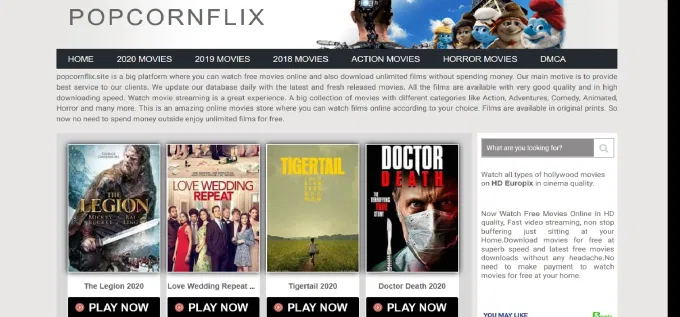 POPCORNFLIX
HOME 2020 MOVIES 2019 MOVIES 2018 MOVIES ACTION MOVIES HORROR MOVIES DMCA
popcornflix.site is a big platform where you can watch free movies online and also download unlimited films without spending money. Our main motive is to provide
best service to our clients. We update our database daily with the latest and fresh released movies. All the films are available with very good quality and in high
downloading speed. Watch movie streaming is a great experience. A big collection of movies with different categories like Action, Adventures, Comedy, Animated,
Horror and many more. This is an amazing online movies store where you can watch films online according to your choice. Films are available in original prints. So
now no need to spend money outside enjoy unlimited films for free.
THE
LEGION
LOVE WEDDING
REPEAT
TIGERTAIL
DOCTOR
DEATH
THE
TERRIFYING
TRUE
STORY
The Legion 2020
Love Wedding Repeat ...
Tigertail 2020
Doctor Death 2020
PLAY NOW
PLAY NOW
PLAY NOW
PLAY NOW
What are you looking for?
Watch all types of hollywood movies
on HD Europix in cinema quality.
Now Watch Free Movies Online in HD
quality, Fast video streaming, non stop
buffering just sitting at your
Home.Download movies for free at
superb speed and latest free movies
downloads without any headache,No
need to make payment to watch
movies for free at your home.
YOU MAY LIKE